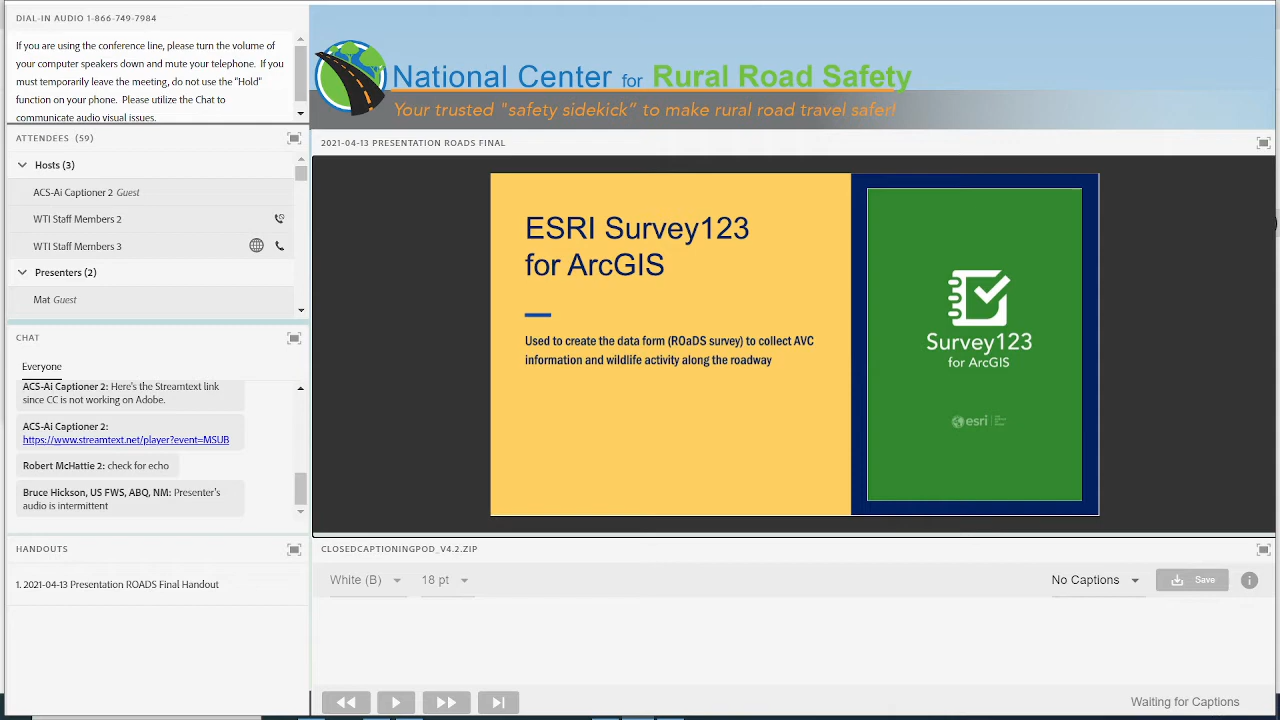 DIAL-IN AUDIO 1-866-749-7984
If you are using the conference line, please turn the volume of
your computer speakers down and mute your telephone. If you
must temporarily leave the meeting, do not use the "Hold"
function on your phone. Please utilize the Chat to
communicate audio visual issues.
ATTENDEES (59)
Hosts (3)
ACS-Ai Captioner 2 Guest
WTI Staff Members 2
WTI Staff Members 3
Presenters (2)
Mat Guest
CHAT
Everyone
ACS-Ai Captioner 2: Here's the Streamtext link
since CC is not working on Adobe.
ACS-Ai Captioner 2:
https://www.streamtext.net/player?event=MSUB
Robert McHattie 2: check for echo
Bruce Hickson, US FWS, ABQ, NM: Presenter's
audio is intermittent
HANDOUTS
1. 2021-04-13 Presentation ROADS Final Handout
National Center for Rural Road Safety
Your trusted "safety sidekick" to make rural road travel safer!
2021-04-13 PRESENTATION ROADS FINAL
ESRI Survey123
for ArcGIS
Used to create the data form (ROaDS survey) to collect AVC
information and wildlife activity along the roadway
Survey123
for ArcGIS
esri
CLOSEDCAPTIONINGPOD_V4.2.ZIP
White (B)
18 pt
No Captions
Save
Waiting for Captions